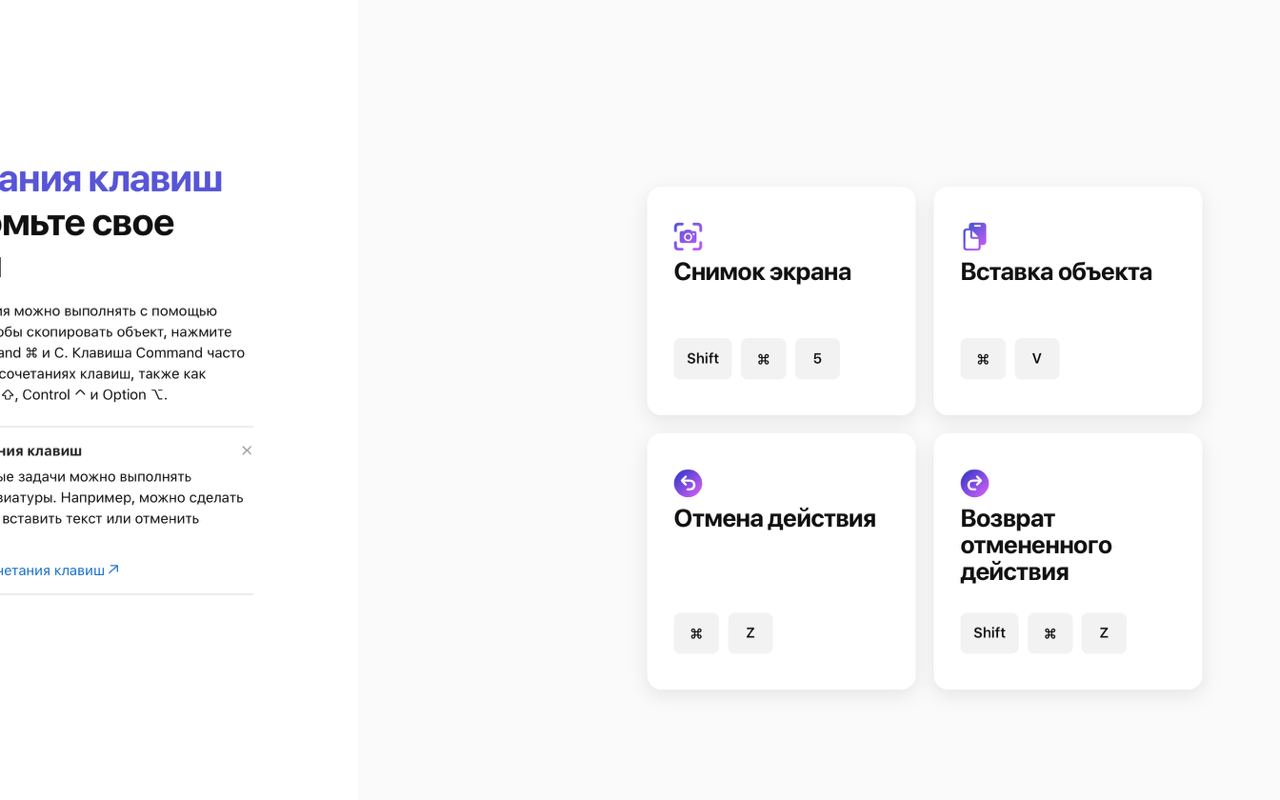 ания клавиш
омьте свое
ия можно выполнять с помощью
обы скопировать объект, нажмите
and ⌘ и C. Клавиша Command часто
сочетаниях клавиш, также как
⇧, Control ^ и Option ⌥.
ния клавиш
ые задачи можно выполнять
виатуры. Например, можно сделать
вставить текст или отменить
четания клавиш ↗
Снимок экрана
Shift ⌘ 5
Вставка объекта
⌘ V
Отмена действия
⌘ Z
Возврат
отмененного
действия
Shift ⌘ Z